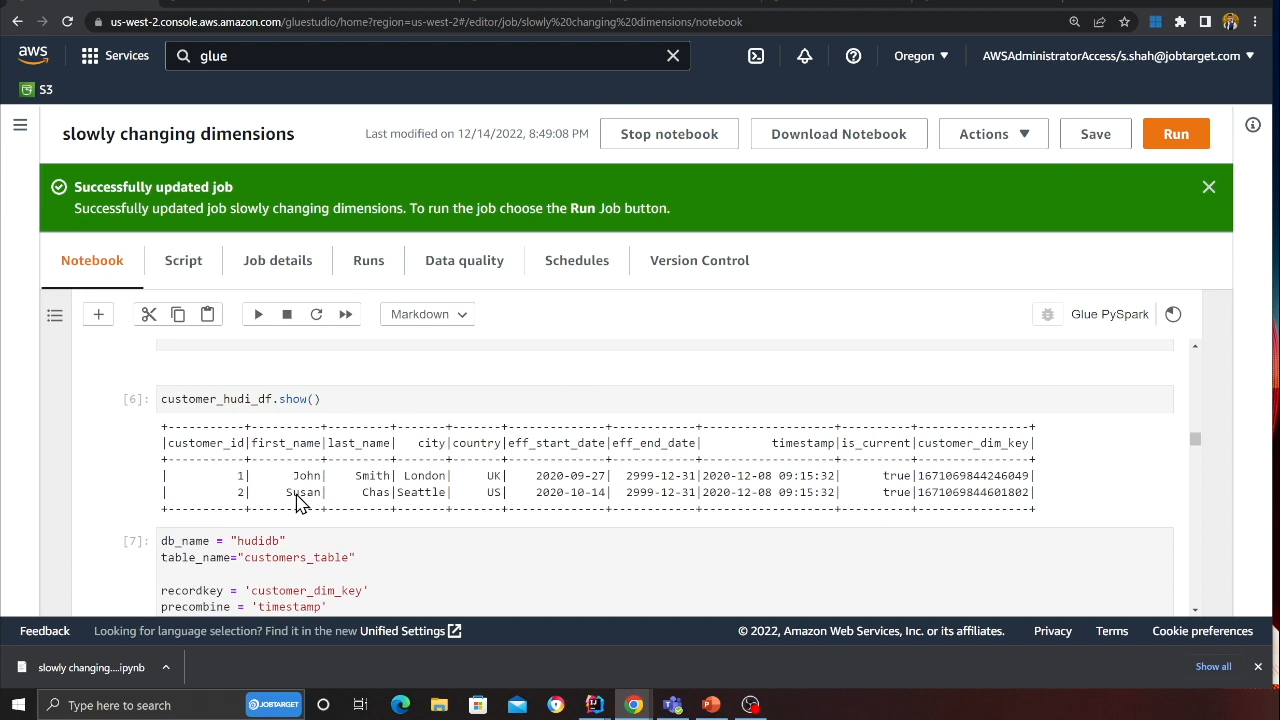 us-west-2.console.aws.amazon.com/gluestudio/home?region=us-west-2#/editor/job/slowly%20changing%20dimensions/notebook
aws Services glue Oregon AWSAdministratorAccess/s.shah@jobtarget.com
S3
slowly changing dimensions Last modified on 12/14/2022, 8:49:08 PM Stop notebook Download Notebook Actions Save Run
Successfully updated job
Successfully updated job slowly changing dimensions. To run the job choose the Run Job button.
Notebook Script Job details Runs Data quality Schedules Version Control
Markdown Glue PySpark
[6]: customer_hudi_df.show()
+-----------+----------+---------+-------+-------+--------------+------------+-------------------+----------+----------------+
|customer_id|first_name|last_name| city|country|eff_start_date|eff_end_date| timestamp|is_current|customer_dim_key|
+-----------+----------+---------+-------+-------+--------------+------------+-------------------+----------+----------------+
| 1| John| Smith| London| UK| 2020-09-27| 2999-12-31|2020-12-08 09:15:32| true|1671069844246049|
| 2| Susan| Chas|Seattle| US| 2020-10-14| 2999-12-31|2020-12-08 09:15:32| true|1671069844601802|
+-----------+----------+---------+-------+-------+--------------+------------+-------------------+----------+----------------+
[7]: db_name = "hudidb"
table_name="customers_table"
recordkey = 'customer_dim_key'
precombine = 'timestamp'
Feedback Looking for language selection? Find it in the new Unified Settings © 2022, Amazon Web Services, Inc. or its affiliates. Privacy Terms Cookie preferences
slowly changing....ipynb Show all
Type here to search JOBTARGET